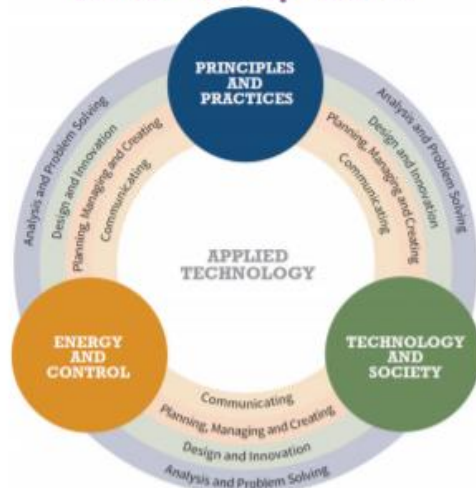 PRINCIPLES
AND
PRACTICES
Analysis and Problem Solving
Design and Innovation
Planning, Managing and Creating
Communicating
Analysis and Problem Solving
Design and Innovation
Planning, Managing and Creating
Communicating
APPLIED
TECHNOLOGY
ENERGY
AND
CONTROL
TECHNOLOGY
AND
SOCIETY
Communicating
Planning, Managing and Creating
Design and Innovation
Analysis and Problem Solving